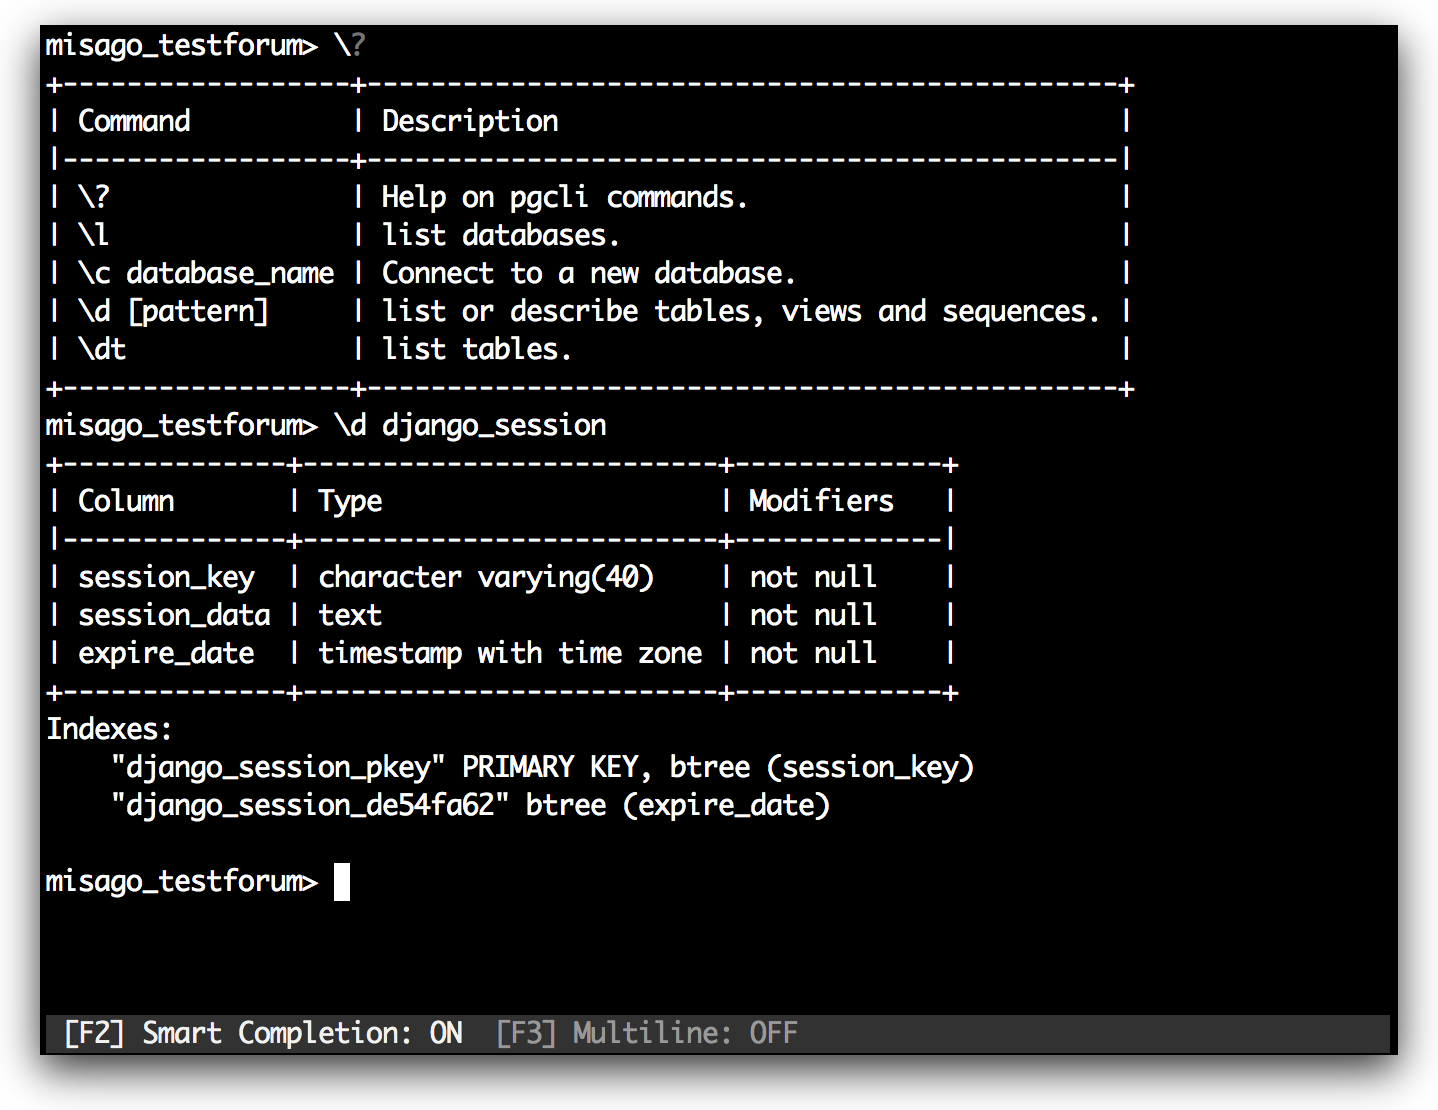 misago_testforum> \?
+------------------+-----------------------------------------------+
| Command          | Description                                   |
|------------------+-----------------------------------------------|
| \?               | Help on pgcli commands.                       |
| \l               | list databases.                               |
| \c database_name | Connect to a new database.                    |
| \d [pattern]     | list or describe tables, views and sequences. |
| \dt              | list tables.                                  |
+------------------+-----------------------------------------------+
misago_testforum> \d django_session
+--------------+--------------------------+-------------+
| Column       | Type                     | Modifiers   |
|--------------+--------------------------+-------------|
| session_key  | character varying(40)    | not null    |
| session_data | text                     | not null    |
| expire_date  | timestamp with time zone | not null    |
+--------------+--------------------------+-------------+
Indexes:
    "django_session_pkey" PRIMARY KEY, btree (session_key)
    "django_session_de54fa62" btree (expire_date)

misago_testforum>
[F2] Smart Completion: ON  [F3] Multiline: OFF